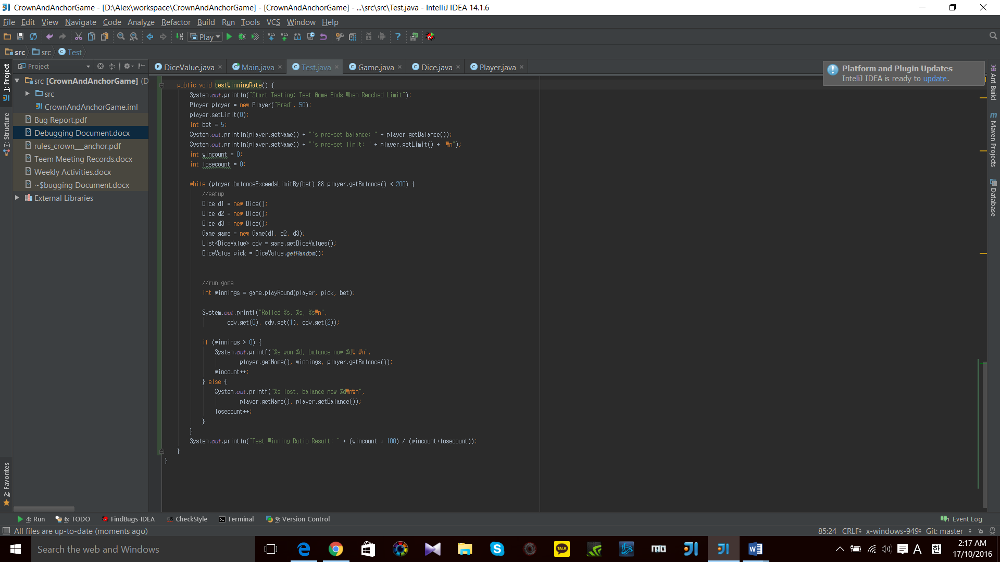 CrownAndAnchorGame - [D:\Alex\workspace\CrownAndAnchorGame] - [CrownAndAnchorGame] - ...\src\src\Test.java - IntelliJ IDEA 14.1.6
File Edit View Navigate Code Analyze Refactor Build Run Tools VCS Window Help
Play
src src Test
Project
DiceValue.java Main.java Test.java Game.java Dice.java Player.java
Platform and Plugin Updates
IntelliJ IDEA is ready to update.
1: Project
7: Structure
2: Favorites
src [CrownAndAnchorGame] (D
src
CrownAndAnchorGame.iml
Bug Report.pdf
Debugging Document.docx
rules_crown__anchor.pdf
Teem Meeting Records.docx
Weekly Activities.docx
~$bugging Document.docx
External Libraries
public void testWinningRate() {
System.out.println("Start Testing: Test Game Ends When Reached Limit");
Player player = new Player("Fred", 50);
player.setLimit(0);
int bet = 5;
System.out.println(player.getName() + "'s pre-set balance: " + player.getBalance());
System.out.println(player.getName() + "'s pre-set limit: " + player.getLimit() + "₩n");
int wincount = 0;
int losecount = 0;
while (player.balanceExceedsLimitBy(bet) && player.getBalance() < 200) {
//setup
Dice d1 = new Dice();
Dice d2 = new Dice();
Dice d3 = new Dice();
Game game = new Game(d1, d2, d3);
List<DiceValue> cdv = game.getDiceValues();
DiceValue pick = DiceValue.getRandom();
//run game
int winnings = game.playRound(player, pick, bet);
System.out.printf("Rolled %s, %s, %s₩n",
cdv.get(0), cdv.get(1), cdv.get(2));
if (winnings > 0) {
System.out.printf("%s won %d, balance now %d₩n₩n",
player.getName(), winnings, player.getBalance());
wincount++;
} else {
System.out.printf("%s lost, balance now %d₩n₩n",
player.getName(), player.getBalance());
losecount++;
}
}
System.out.println("Test Winning Ratio Result: " + (wincount * 100) / (wincount+losecount));
}
}
Ant Build
Maven Projects
Database
4: Run 6: TODO FindBugs-IDEA CheckStyle Terminal 9: Version Control Event Log
All files are up-to-date (moments ago) 85:24 CRLF x-windows-949 Git: master
Search the web and Windows
TALK
A 한
2:17 AM
17/10/2016